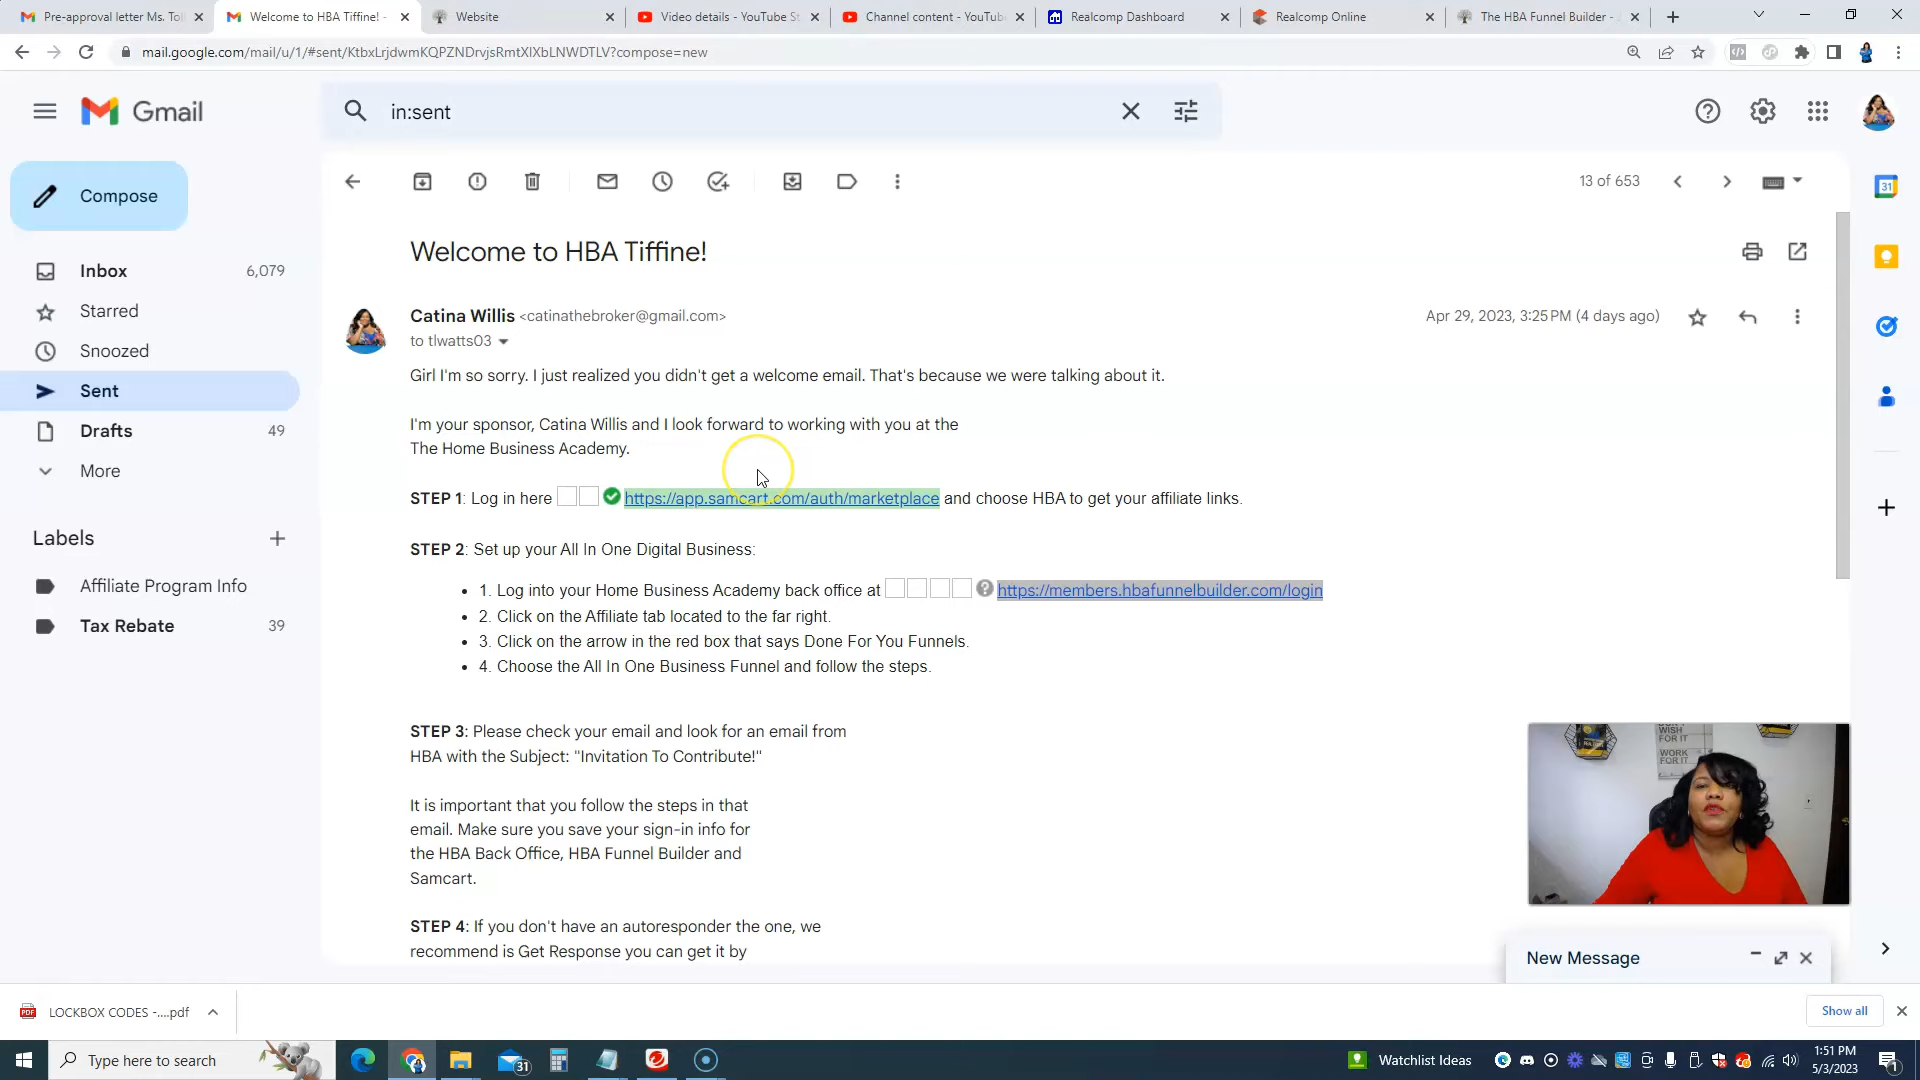 Pre-approval letter Ms. Tol
Welcome to HBA Tiffine! -
Website
Video details - YouTube St
Channel content - YouTub
Realcomp Dashboard
Realcomp Online
The HBA Funnel Builder -
mail.google.com/mail/u/1/#sent/KtbxLrjdwmKQPZNDrvjsRmtXlXbLNWDTLV?compose=new
Gmail
in:sent
Compose
13 of 653
Inbox 6,079
Starred
Snoozed
Sent
Drafts 49
More
Labels
Affiliate Program Info
Tax Rebate 39
Welcome to HBA Tiffine!
Catina Willis <catinathebroker@gmail.com>
Apr 29, 2023, 3:25 PM (4 days ago)
to tlwatts03
Girl I'm so sorry. I just realized you didn't get a welcome email. That's because we were talking about it.
I'm your sponsor, Catina Willis and I look forward to working with you at the
The Home Business Academy.
STEP 1: Log in here https://app.samcart.com/auth/marketplace and choose HBA to get your affiliate links.
STEP 2: Set up your All In One Digital Business:
• 1. Log into your Home Business Academy back office at https://members.hbafunnelbuilder.com/login
• 2. Click on the Affiliate tab located to the far right.
• 3. Click on the arrow in the red box that says Done For You Funnels.
• 4. Choose the All In One Business Funnel and follow the steps.
STEP 3: Please check your email and look for an email from
HBA with the Subject: "Invitation To Contribute!"
It is important that you follow the steps in that
email. Make sure you save your sign-in info for
the HBA Back Office, HBA Funnel Builder and
Samcart.
STEP 4: If you don't have an autoresponder the one, we
recommend is Get Response you can get it by
31
WISH
FOR IT
WORK
FOR IT
New Message
LOCKBOX CODES -....pdf
Show all
Type here to search
31
Watchlist Ideas
1:51 PM
5/3/2023
1